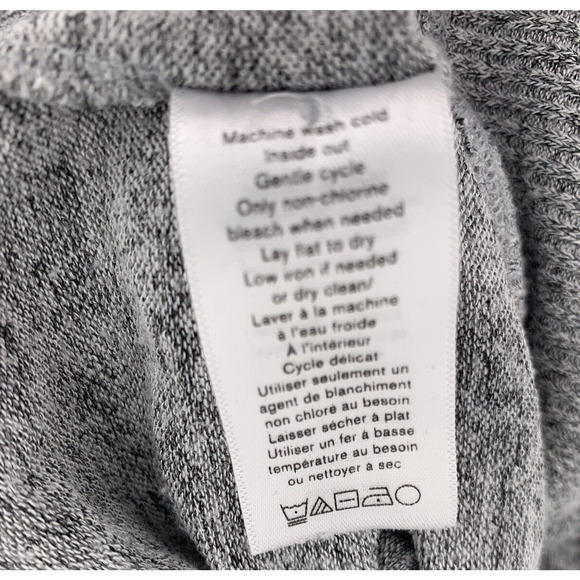 Machine wash cold
Inside out
Gentle cycle
Only non-chlorine
bleach when needed
Lay flat to dry
Low iron if needed
or dry clean/
Laver à la machine
à l'eau froide
À l'intérieur
Cycle délicat
Utiliser seulement un
agent de blanchiment
non chloré au besoin
Laisser sécher à plat
Utiliser un fer à basse
température au besoin
ou nettoyer à sec